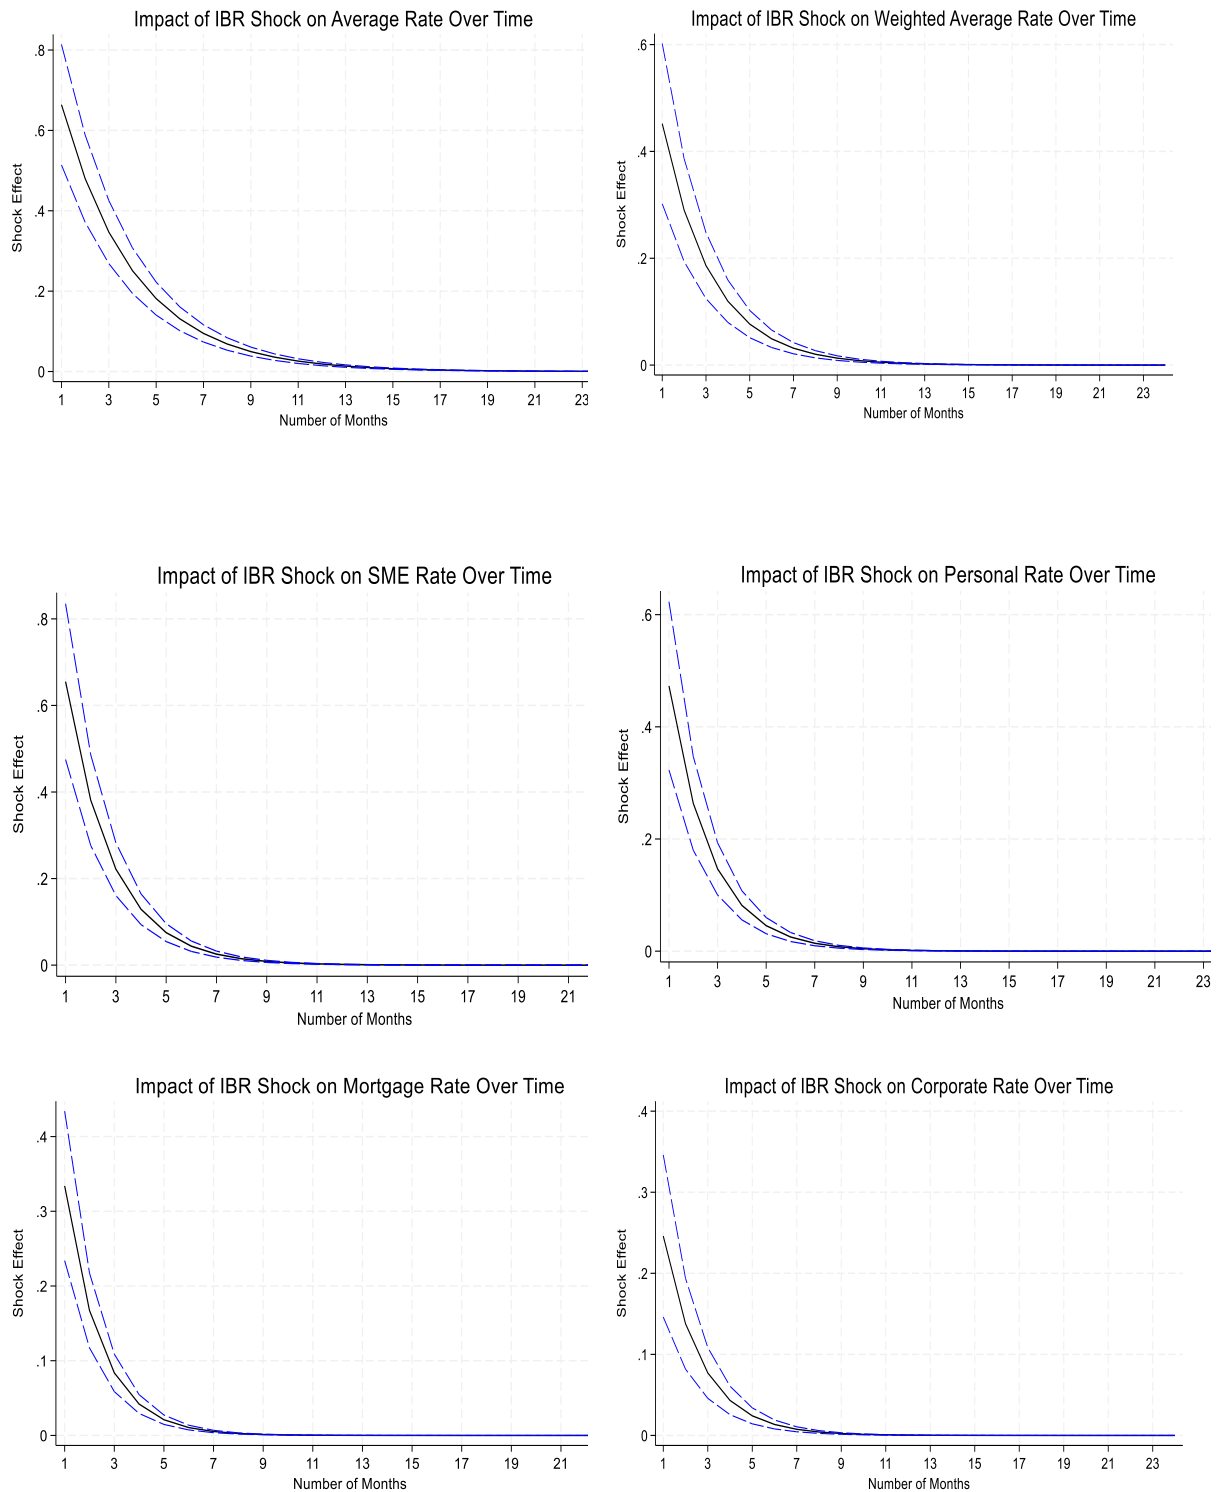 Impact of IBR Shock on Average Rate Over Time
.8
.6
.4
.2
0
Shock Effect
1 3 5 7 9 11 13 15 17 19 21 23
Number of Months
Impact of IBR Shock on Weighted Average Rate Over Time
.6
.4
.2
0
Shock Effect
1 3 5 7 9 11 13 15 17 19 21 23
Number of Months
Impact of IBR Shock on SME Rate Over Time
.8
.6
.4
.2
0
Shock Effect
1 3 5 7 9 11 13 15 17 19 21
Number of Months
Impact of IBR Shock on Personal Rate Over Time
.6
.4
.2
0
Shock Effect
1 3 5 7 9 11 13 15 17 19 21 23
Number of Months
Impact of IBR Shock on Mortgage Rate Over Time
.4
.3
.2
.1
0
Shock Effect
1 3 5 7 9 11 13 15 17 19 21
Number of Months
Impact of IBR Shock on Corporate Rate Over Time
.4
.3
.2
.1
0
Shock Effect
1 3 5 7 9 11 13 15 17 19 21 23
Number of Months